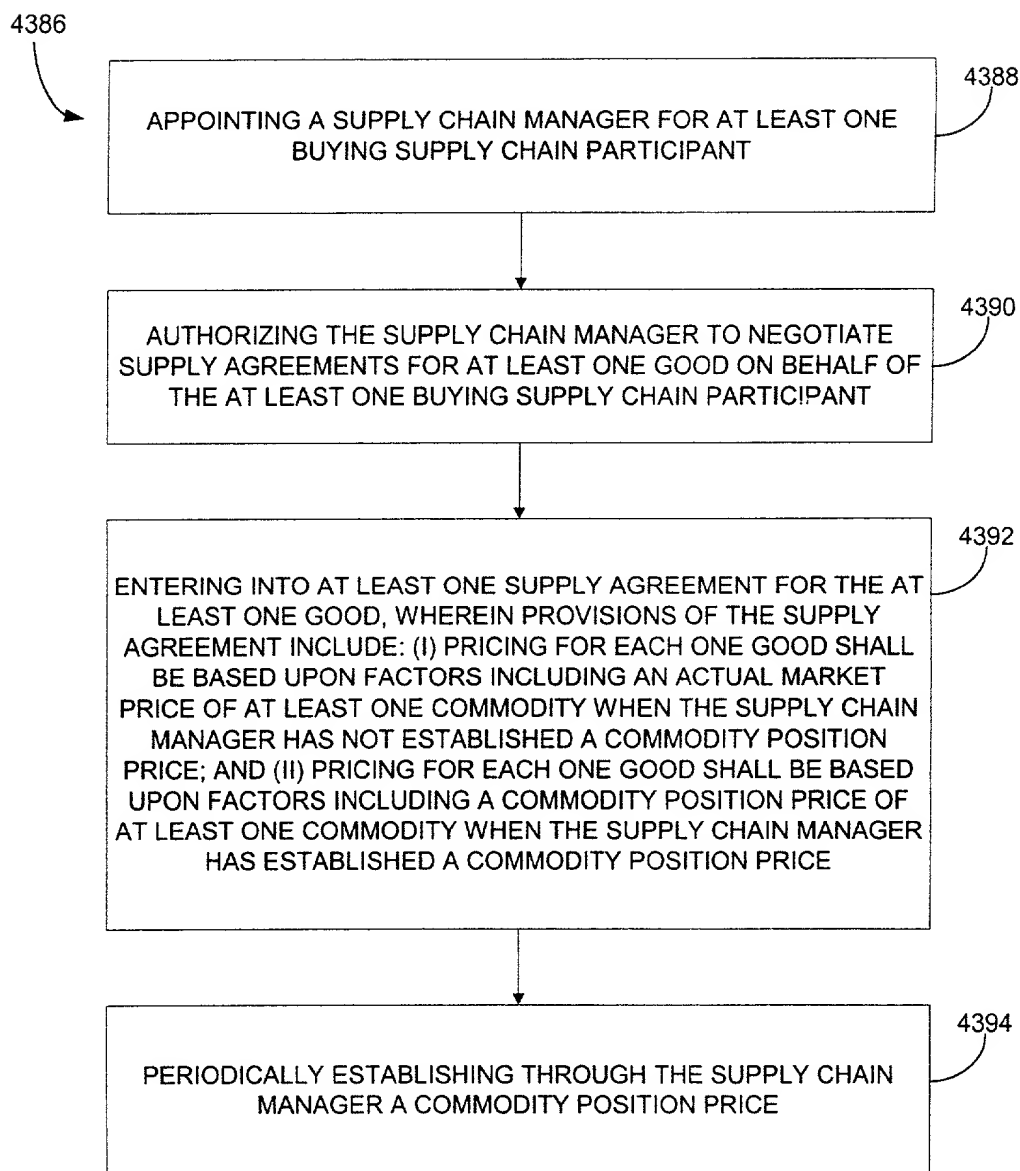 4386
4388
APPOINTING A SUPPLY CHAIN MANAGER FOR AT LEAST ONE
BUYING SUPPLY CHAIN PARTICIPANT
4390
AUTHORIZING THE SUPPLY CHAIN MANAGER TO NEGOTIATE
SUPPLY AGREEMENTS FOR AT LEAST ONE GOOD ON BEHALF OF
THE AT LEAST ONE BUYING SUPPLY CHAIN PARTICIPANT
4392
ENTERING INTO AT LEAST ONE SUPPLY AGREEMENT FOR THE AT
LEAST ONE GOOD, WHEREIN PROVISIONS OF THE SUPPLY
AGREEMENT INCLUDE: (I) PRICING FOR EACH ONE GOOD SHALL
BE BASED UPON FACTORS INCLUDING AN ACTUAL MARKET
PRICE OF AT LEAST ONE COMMODITY WHEN THE SUPPLY CHAIN
MANAGER HAS NOT ESTABLISHED A COMMODITY POSITION
PRICE; AND (II) PRICING FOR EACH ONE GOOD SHALL BE BASED
UPON FACTORS INCLUDING A COMMODITY POSITION PRICE OF
AT LEAST ONE COMMODITY WHEN THE SUPPLY CHAIN MANAGER
HAS ESTABLISHED A COMMODITY POSITION PRICE
4394
PERIODICALLY ESTABLISHING THROUGH THE SUPPLY CHAIN
MANAGER A COMMODITY POSITION PRICE